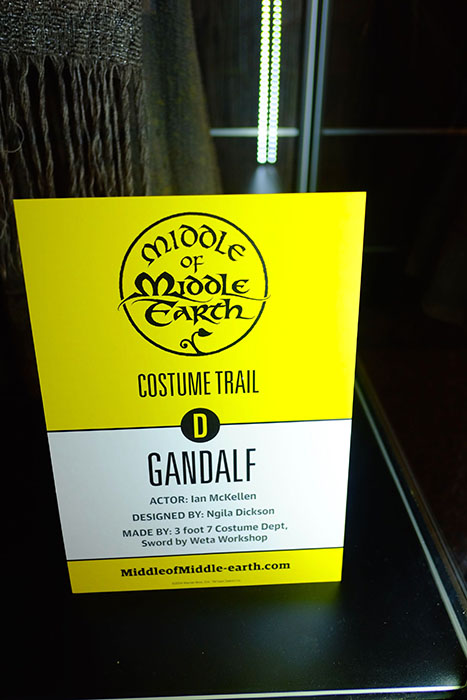 MIDDLE
OF
MIDDLE
EARTH
COSTUME TRAIL
D
GANDALF
ACTOR: Ian McKellen
DESIGNED BY: Ngila Dickson
MADE BY: 3 foot 7 Costume Dept,
Sword by Weta Workshop
MiddleofMiddle-earth.com